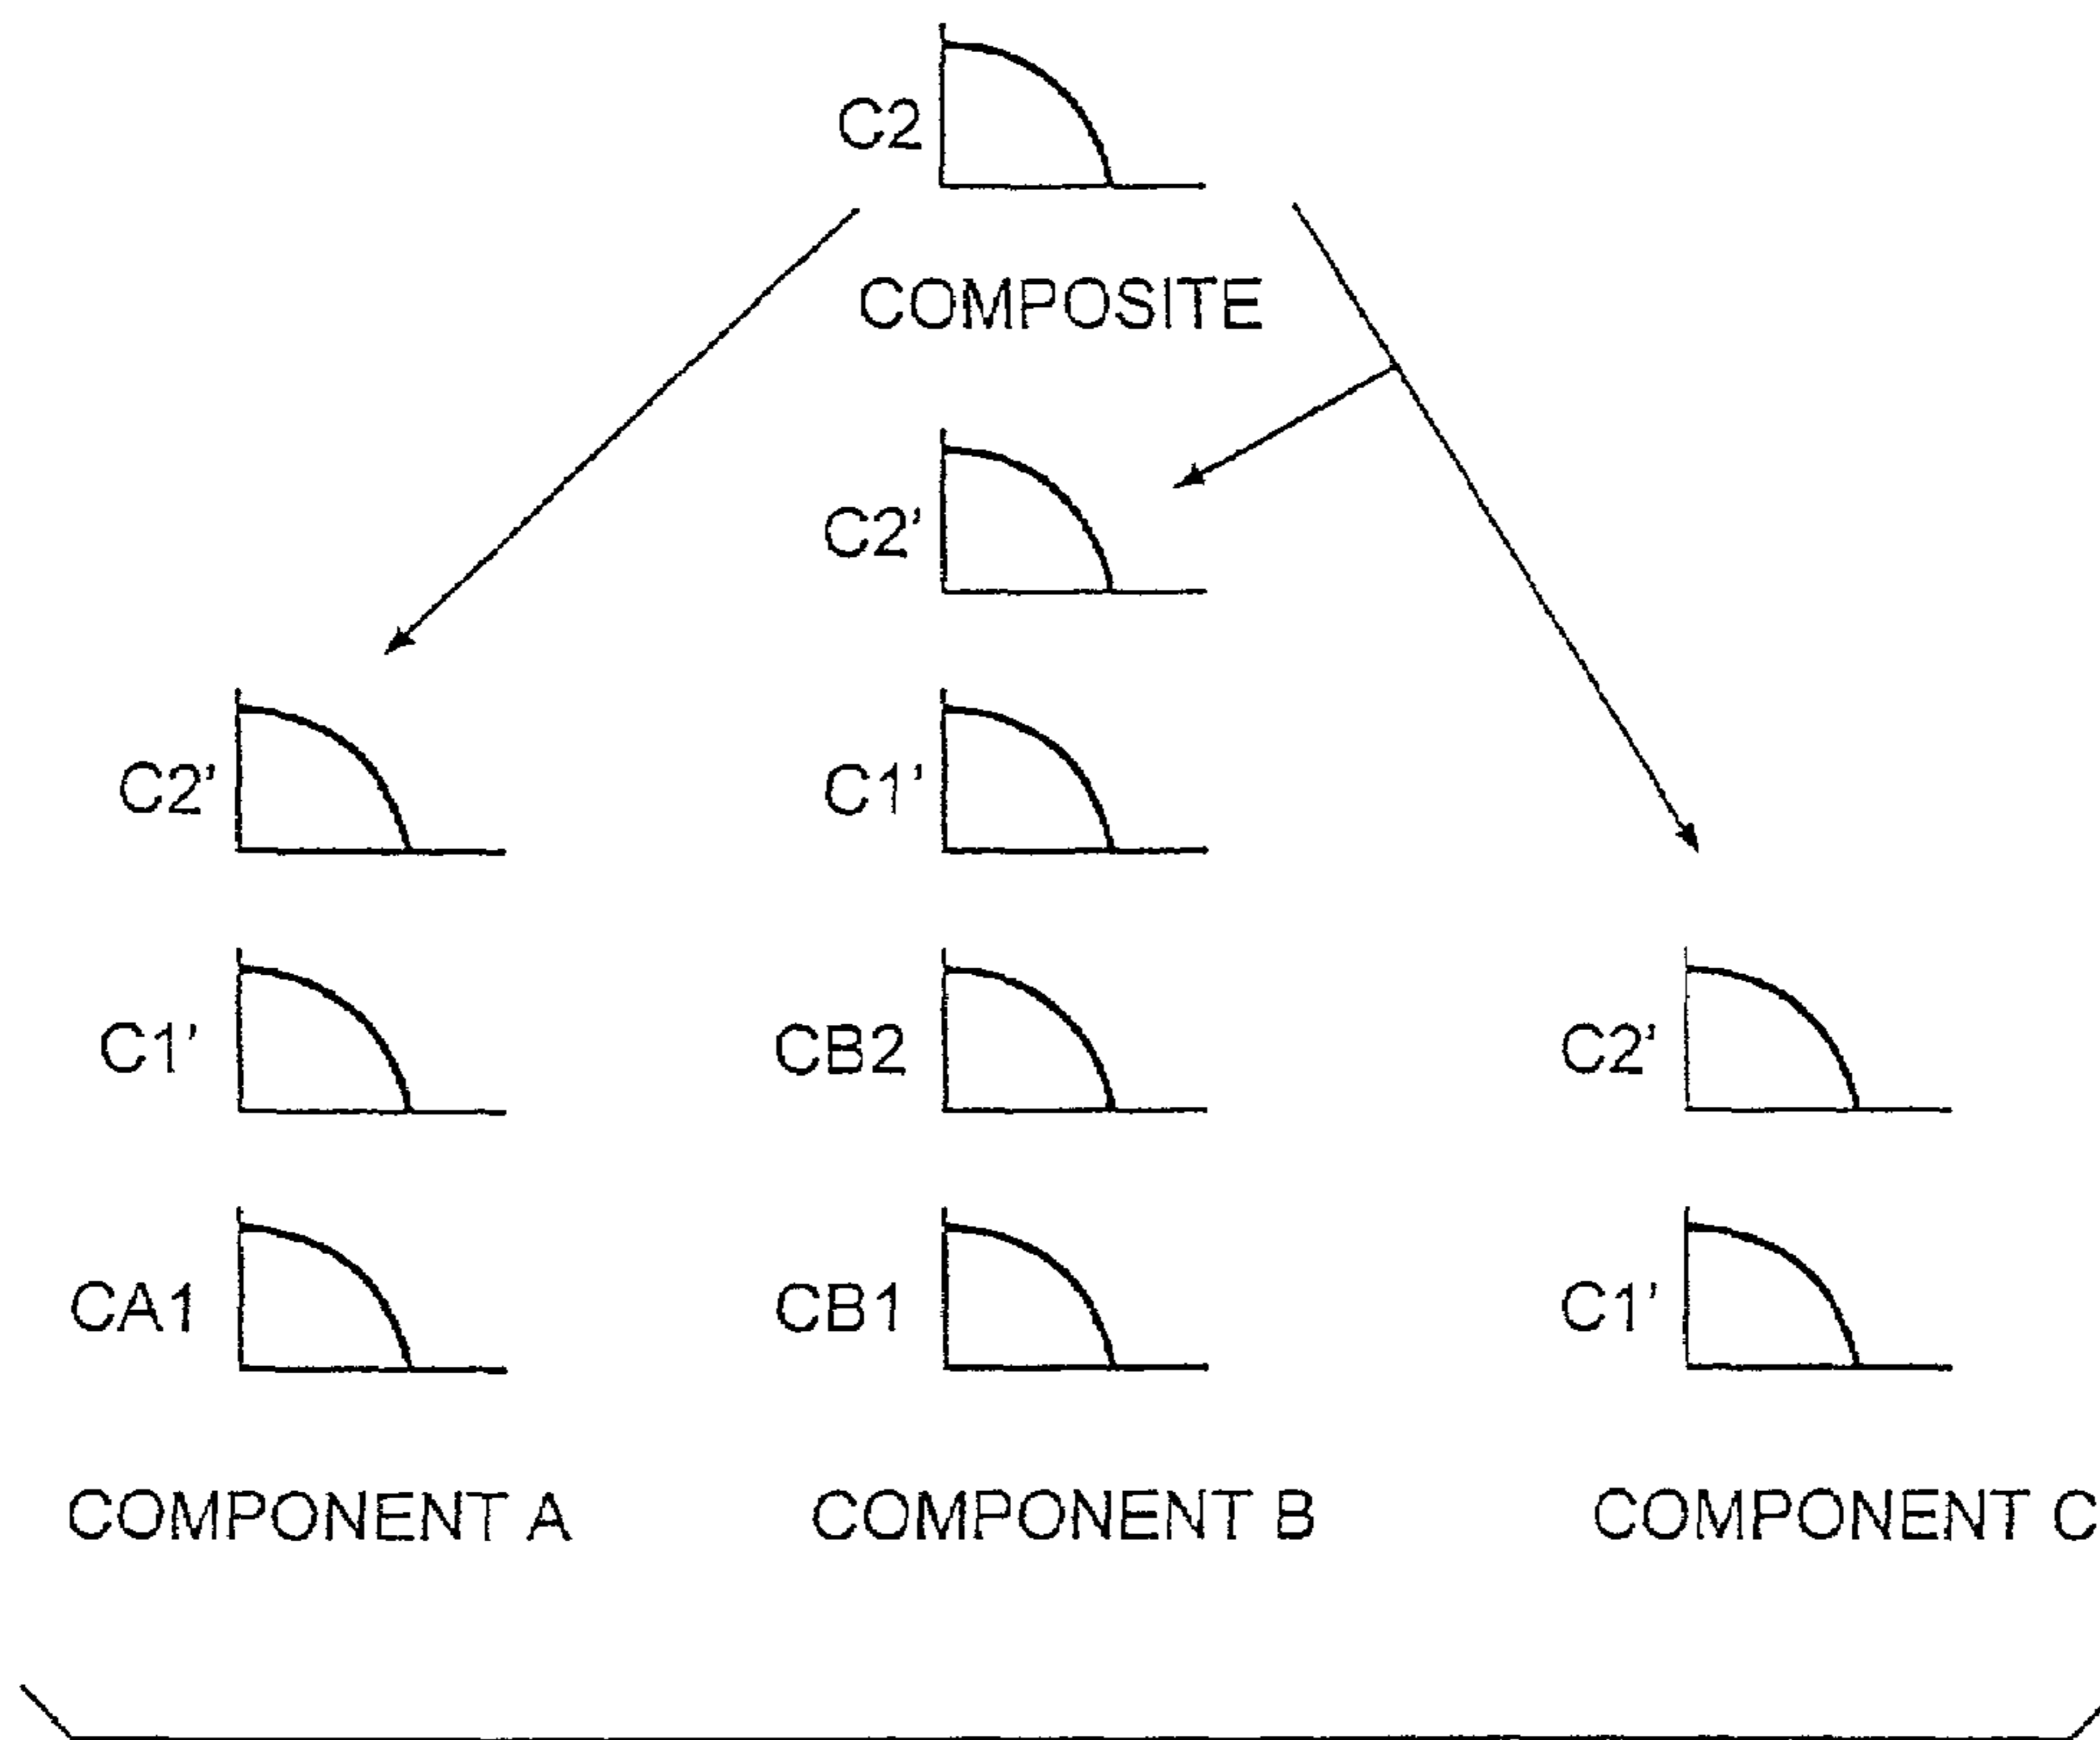 C2
COMPOSITE
C2'
C2' C1'
C1' CB2 C2'
CA1 CB1 C1'
COMPONENT A COMPONENT B COMPONENT C